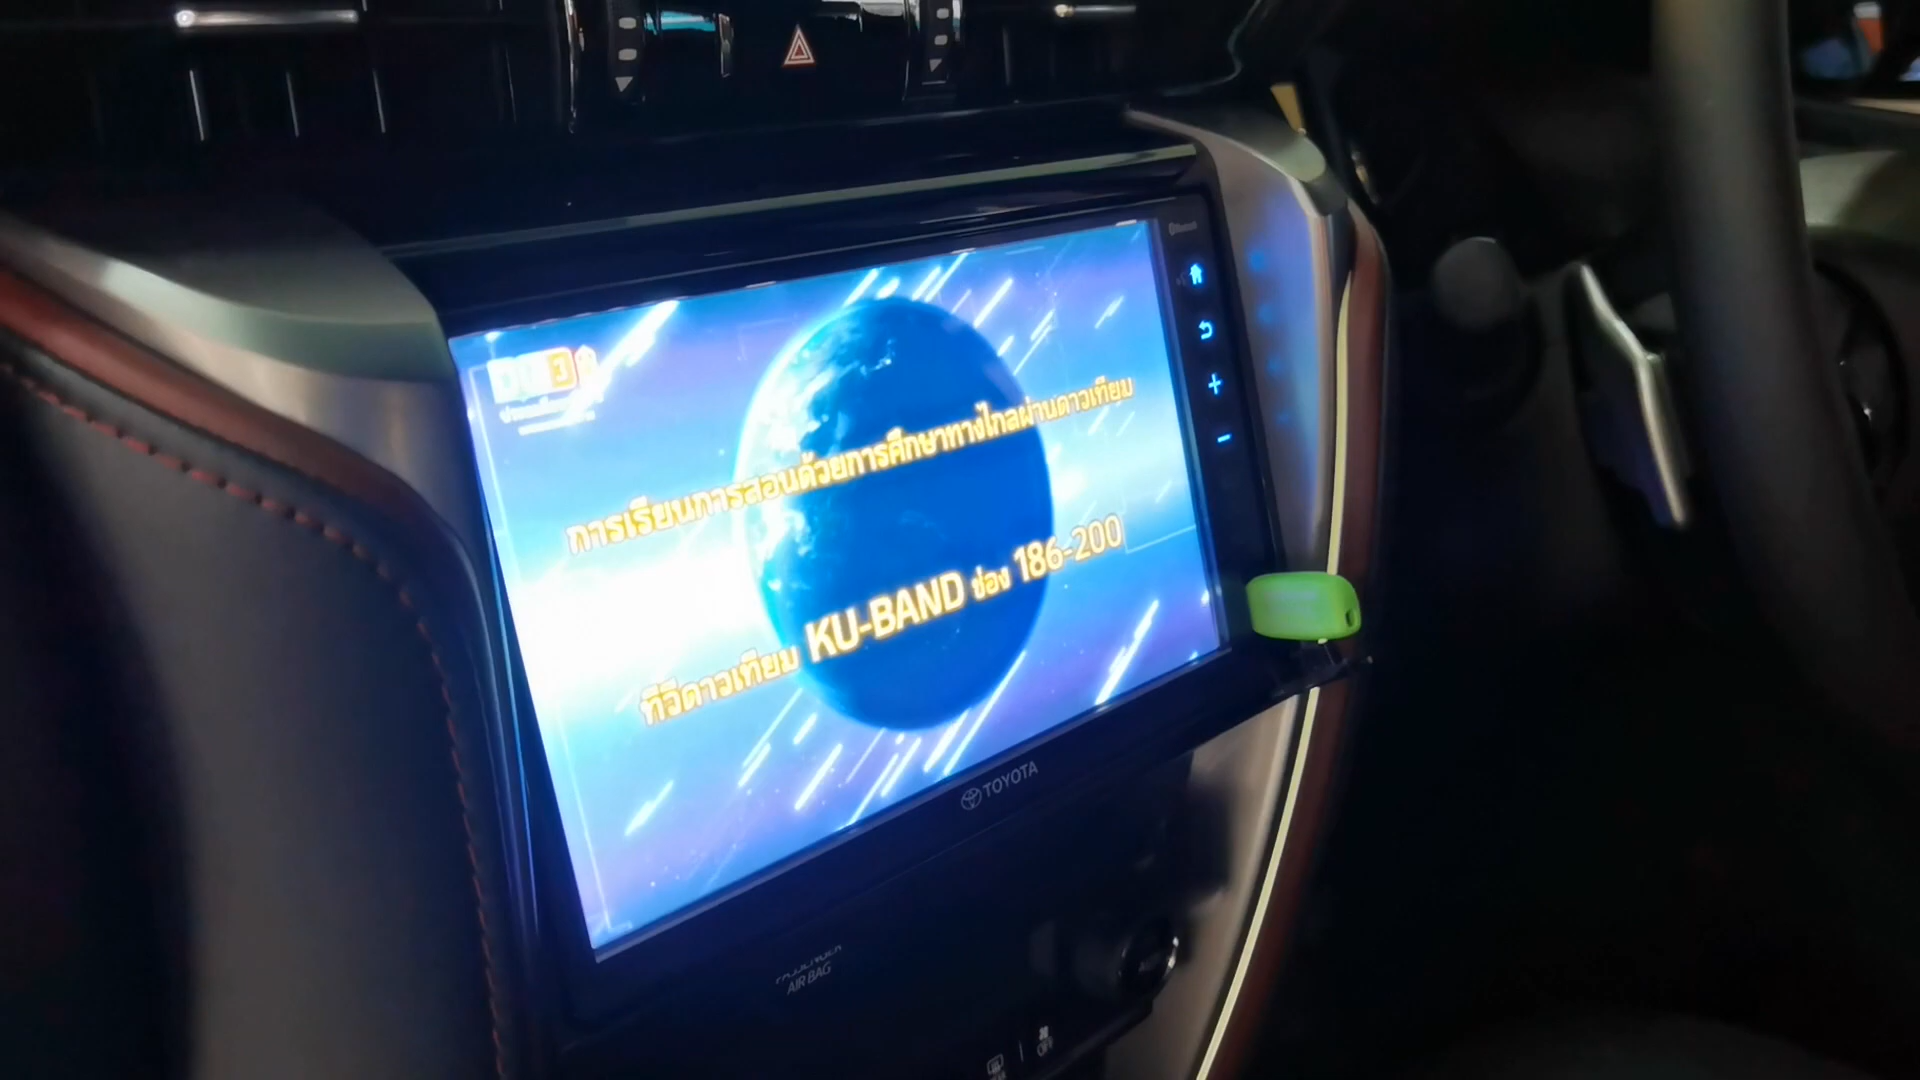 การเรียนการสอนด้วยการศึกษาทางไกลผ่านดาวเทียม
ทีวีดาวเทียม KU-BAND ช่อง 186-200
TOYOTA
AIR BAG
OFF